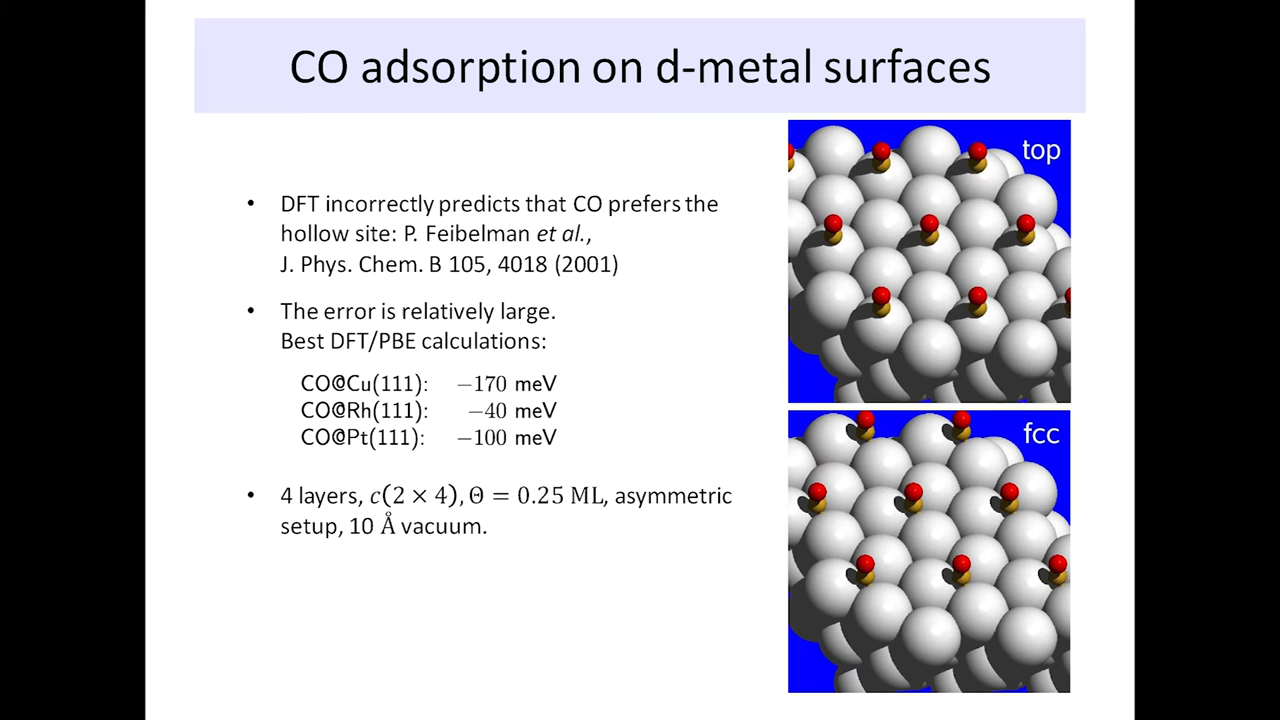 CO adsorption on d-metal surfaces
• DFT incorrectly predicts that CO prefers the
hollow site: P. Feibelman et al.,
J. Phys. Chem. B 105, 4018 (2001)
• The error is relatively large.
Best DFT/PBE calculations:
CO@Cu(111): −170 meV
CO@Rh(111): −40 meV
CO@Pt(111): −100 meV
• 4 layers, c(2 × 4), Θ = 0.25 ML, asymmetric
setup, 10 Å vacuum.
top
fcc